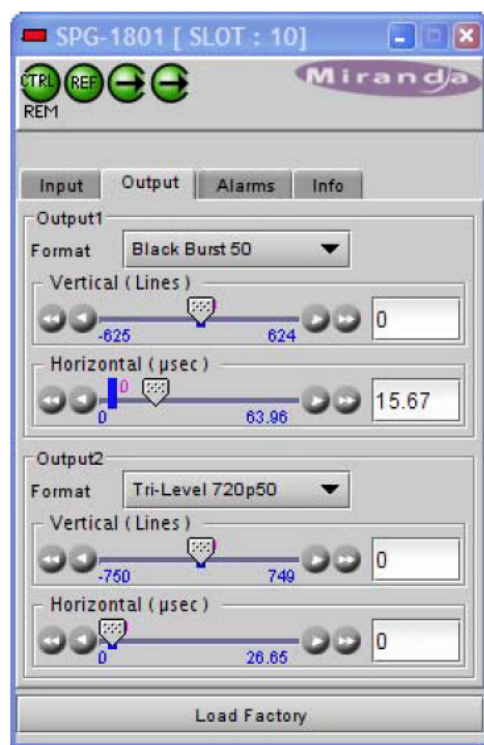 SPG-1801 [ SLOT : 10]
CTRL REF
REM
Miranda
Input Output Alarms Info
Output1
Format Black Burst 50
Vertical ( Lines )
-625 624 0
Horizontal ( µsec )
0
0 63.96 15.67
Output2
Format Tri-Level 720p50
Vertical ( Lines )
-750 749 0
Horizontal ( µsec )
0 26.65 0
Load Factory